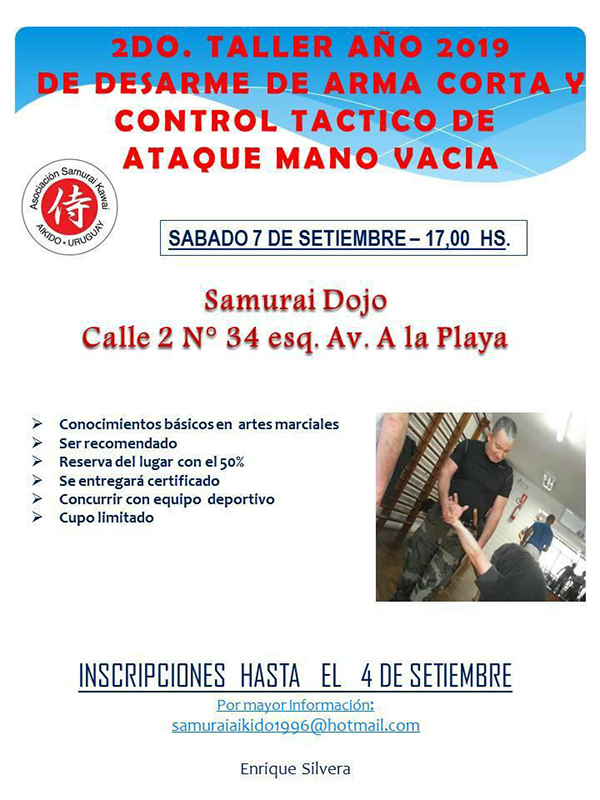 2DO. TALLER AÑO 2019
DE DESARME DE ARMA CORTA Y
CONTROL TACTICO DE
ATAQUE MANO VACIA
Asociación Samurai Kawai
侍
AIKIDO • URUGUAY
SABADO 7 DE SETIEMBRE – 17,00 HS.
Samurai Dojo
Calle 2 N° 34 esq. Av. A la Playa
Conocimientos básicos en artes marciales
Ser recomendado
Reserva del lugar con el 50%
Se entregará certificado
Concurrir con equipo deportivo
Cupo limitado
INSCRIPCIONES HASTA EL 4 DE SETIEMBRE
Por mayor información:
samuraiaikido1996@hotmail.com
Enrique Silvera